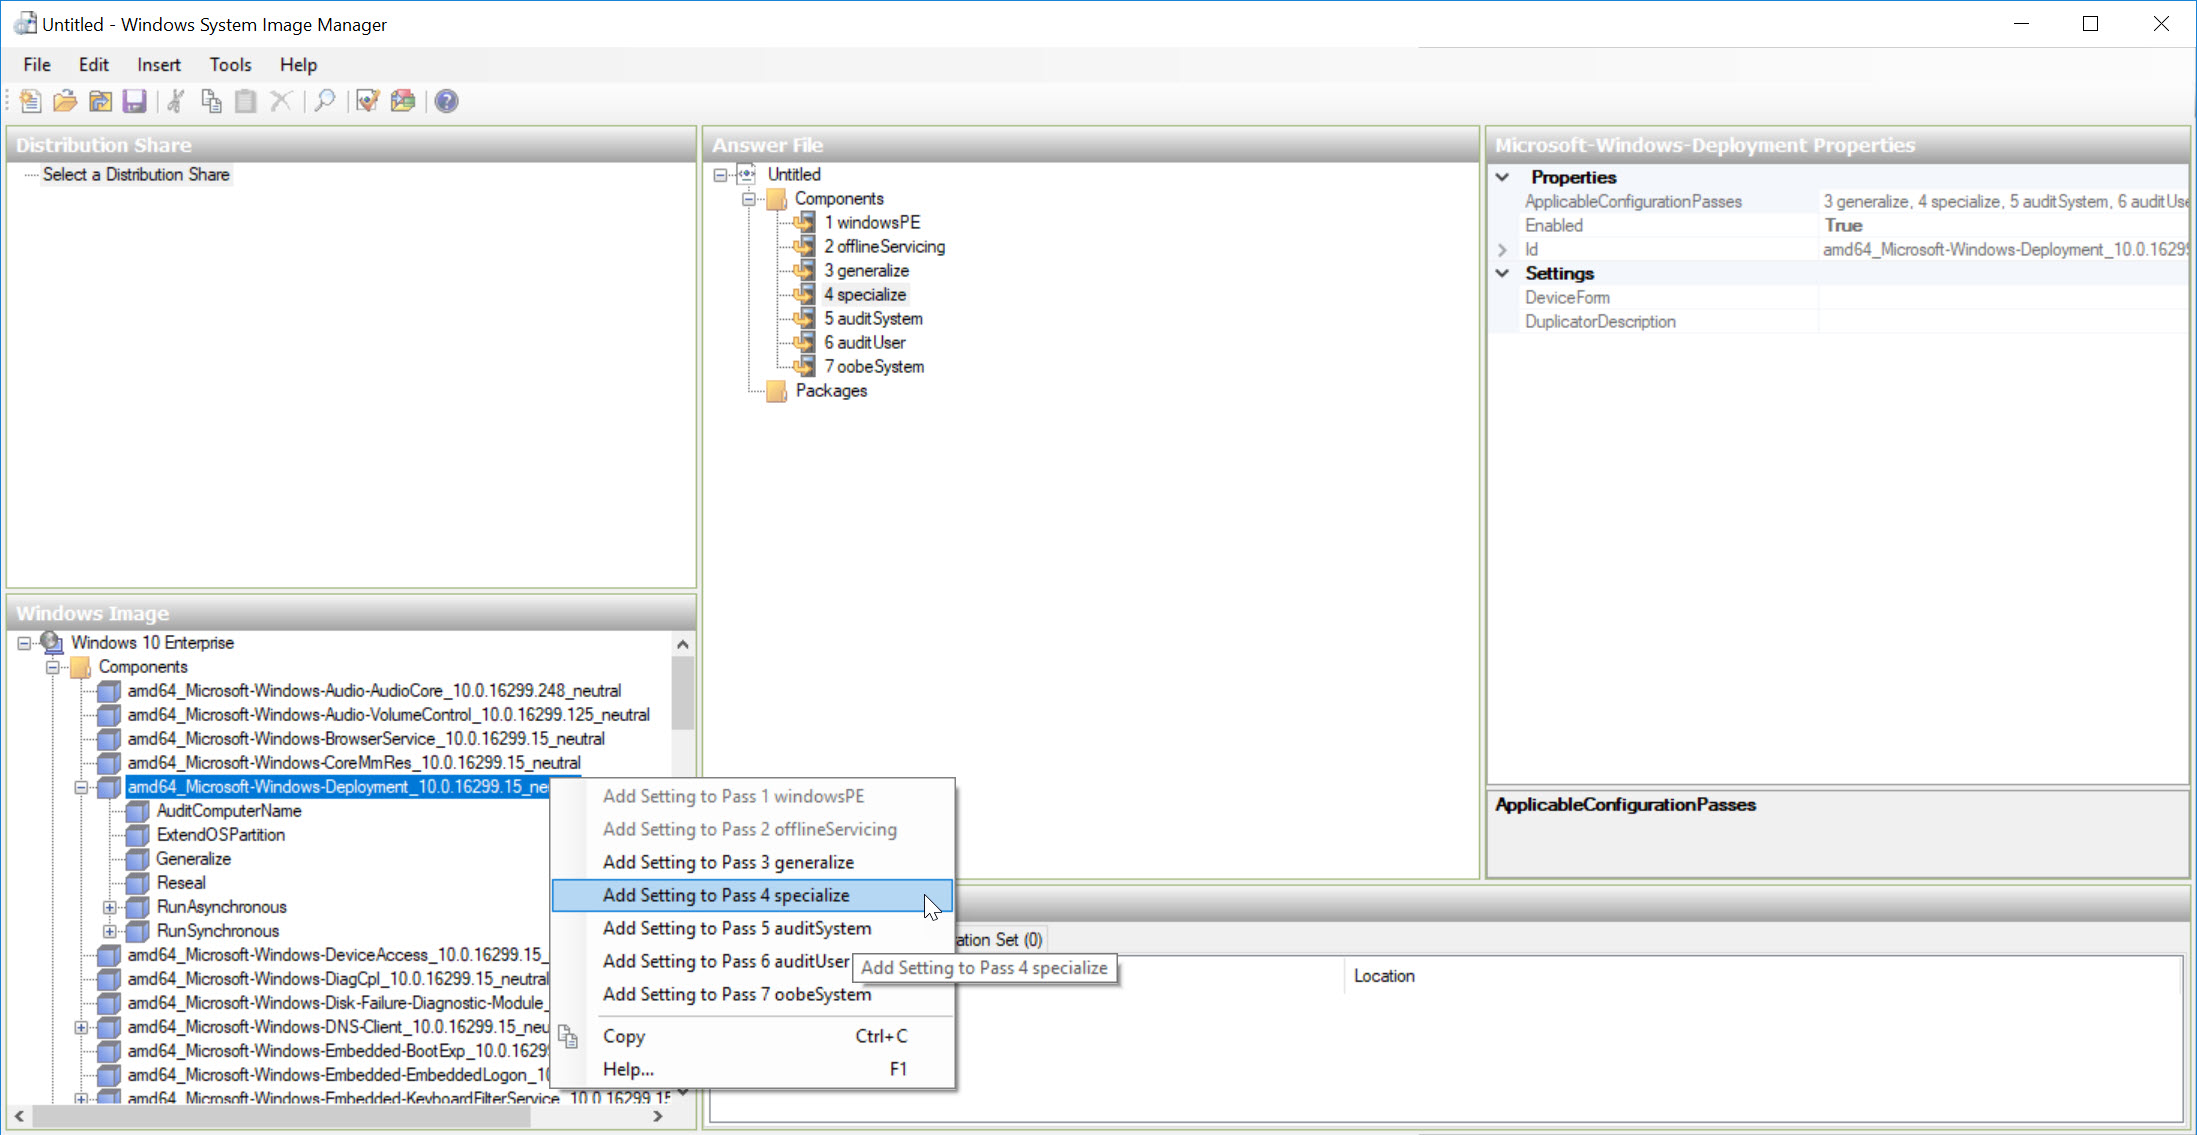 Untitled - Windows System Image Manager
File Edit Insert Tools Help
Distribution Share
Select a Distribution Share
Answer File
Untitled
Components
1 windowsPE
2 offlineServicing
3 generalize
4 specialize
5 auditSystem
6 auditUser
7 oobeSystem
Packages
Microsoft-Windows-Deployment Properties
Properties
ApplicableConfigurationPasses 3 generalize, 4 specialize, 5 auditSystem, 6 auditUse
Enabled True
Id amd64_Microsoft-Windows-Deployment_10.0.1629
Settings
DeviceForm
DuplicatorDescription
ApplicableConfigurationPasses
Windows Image
Windows 10 Enterprise
Components
amd64_Microsoft-Windows-Audio-AudioCore_10.0.16299.248_neutral
amd64_Microsoft-Windows-Audio-VolumeControl_10.0.16299.125_neutral
amd64_Microsoft-Windows-BrowserService_10.0.16299.15_neutral
amd64_Microsoft-Windows-CoreMmRes_10.0.16299.15_neutral
amd64_Microsoft-Windows-Deployment_10.0.16299.15_ne
AuditComputerName
ExtendOSPartition
Generalize
Reseal
RunAsynchronous
RunSynchronous
amd64_Microsoft-Windows-DeviceAccess_10.0.16299.15_
amd64_Microsoft-Windows-DiagCpl_10.0.16299.15_neutral
amd64_Microsoft-Windows-Disk-Failure-Diagnostic-Module_
amd64_Microsoft-Windows-DNS-Client_10.0.16299.15_neu
amd64_Microsoft-Windows-Embedded-BootExp_10.0.1629
amd64_Microsoft-Windows-Embedded-EmbeddedLogon_10
amd64_Microsoft-Windows-Embedded-KeyboardFilterService_10.0.16299.15
Add Setting to Pass 1 windowsPE
Add Setting to Pass 2 offlineServicing
Add Setting to Pass 3 generalize
Add Setting to Pass 4 specialize
Add Setting to Pass 5 auditSystem
Add Setting to Pass 6 auditUser
Add Setting to Pass 7 oobeSystem
Copy Ctrl+C
Help... F1
Add Setting to Pass 4 specialize
ation Set (0)
Location